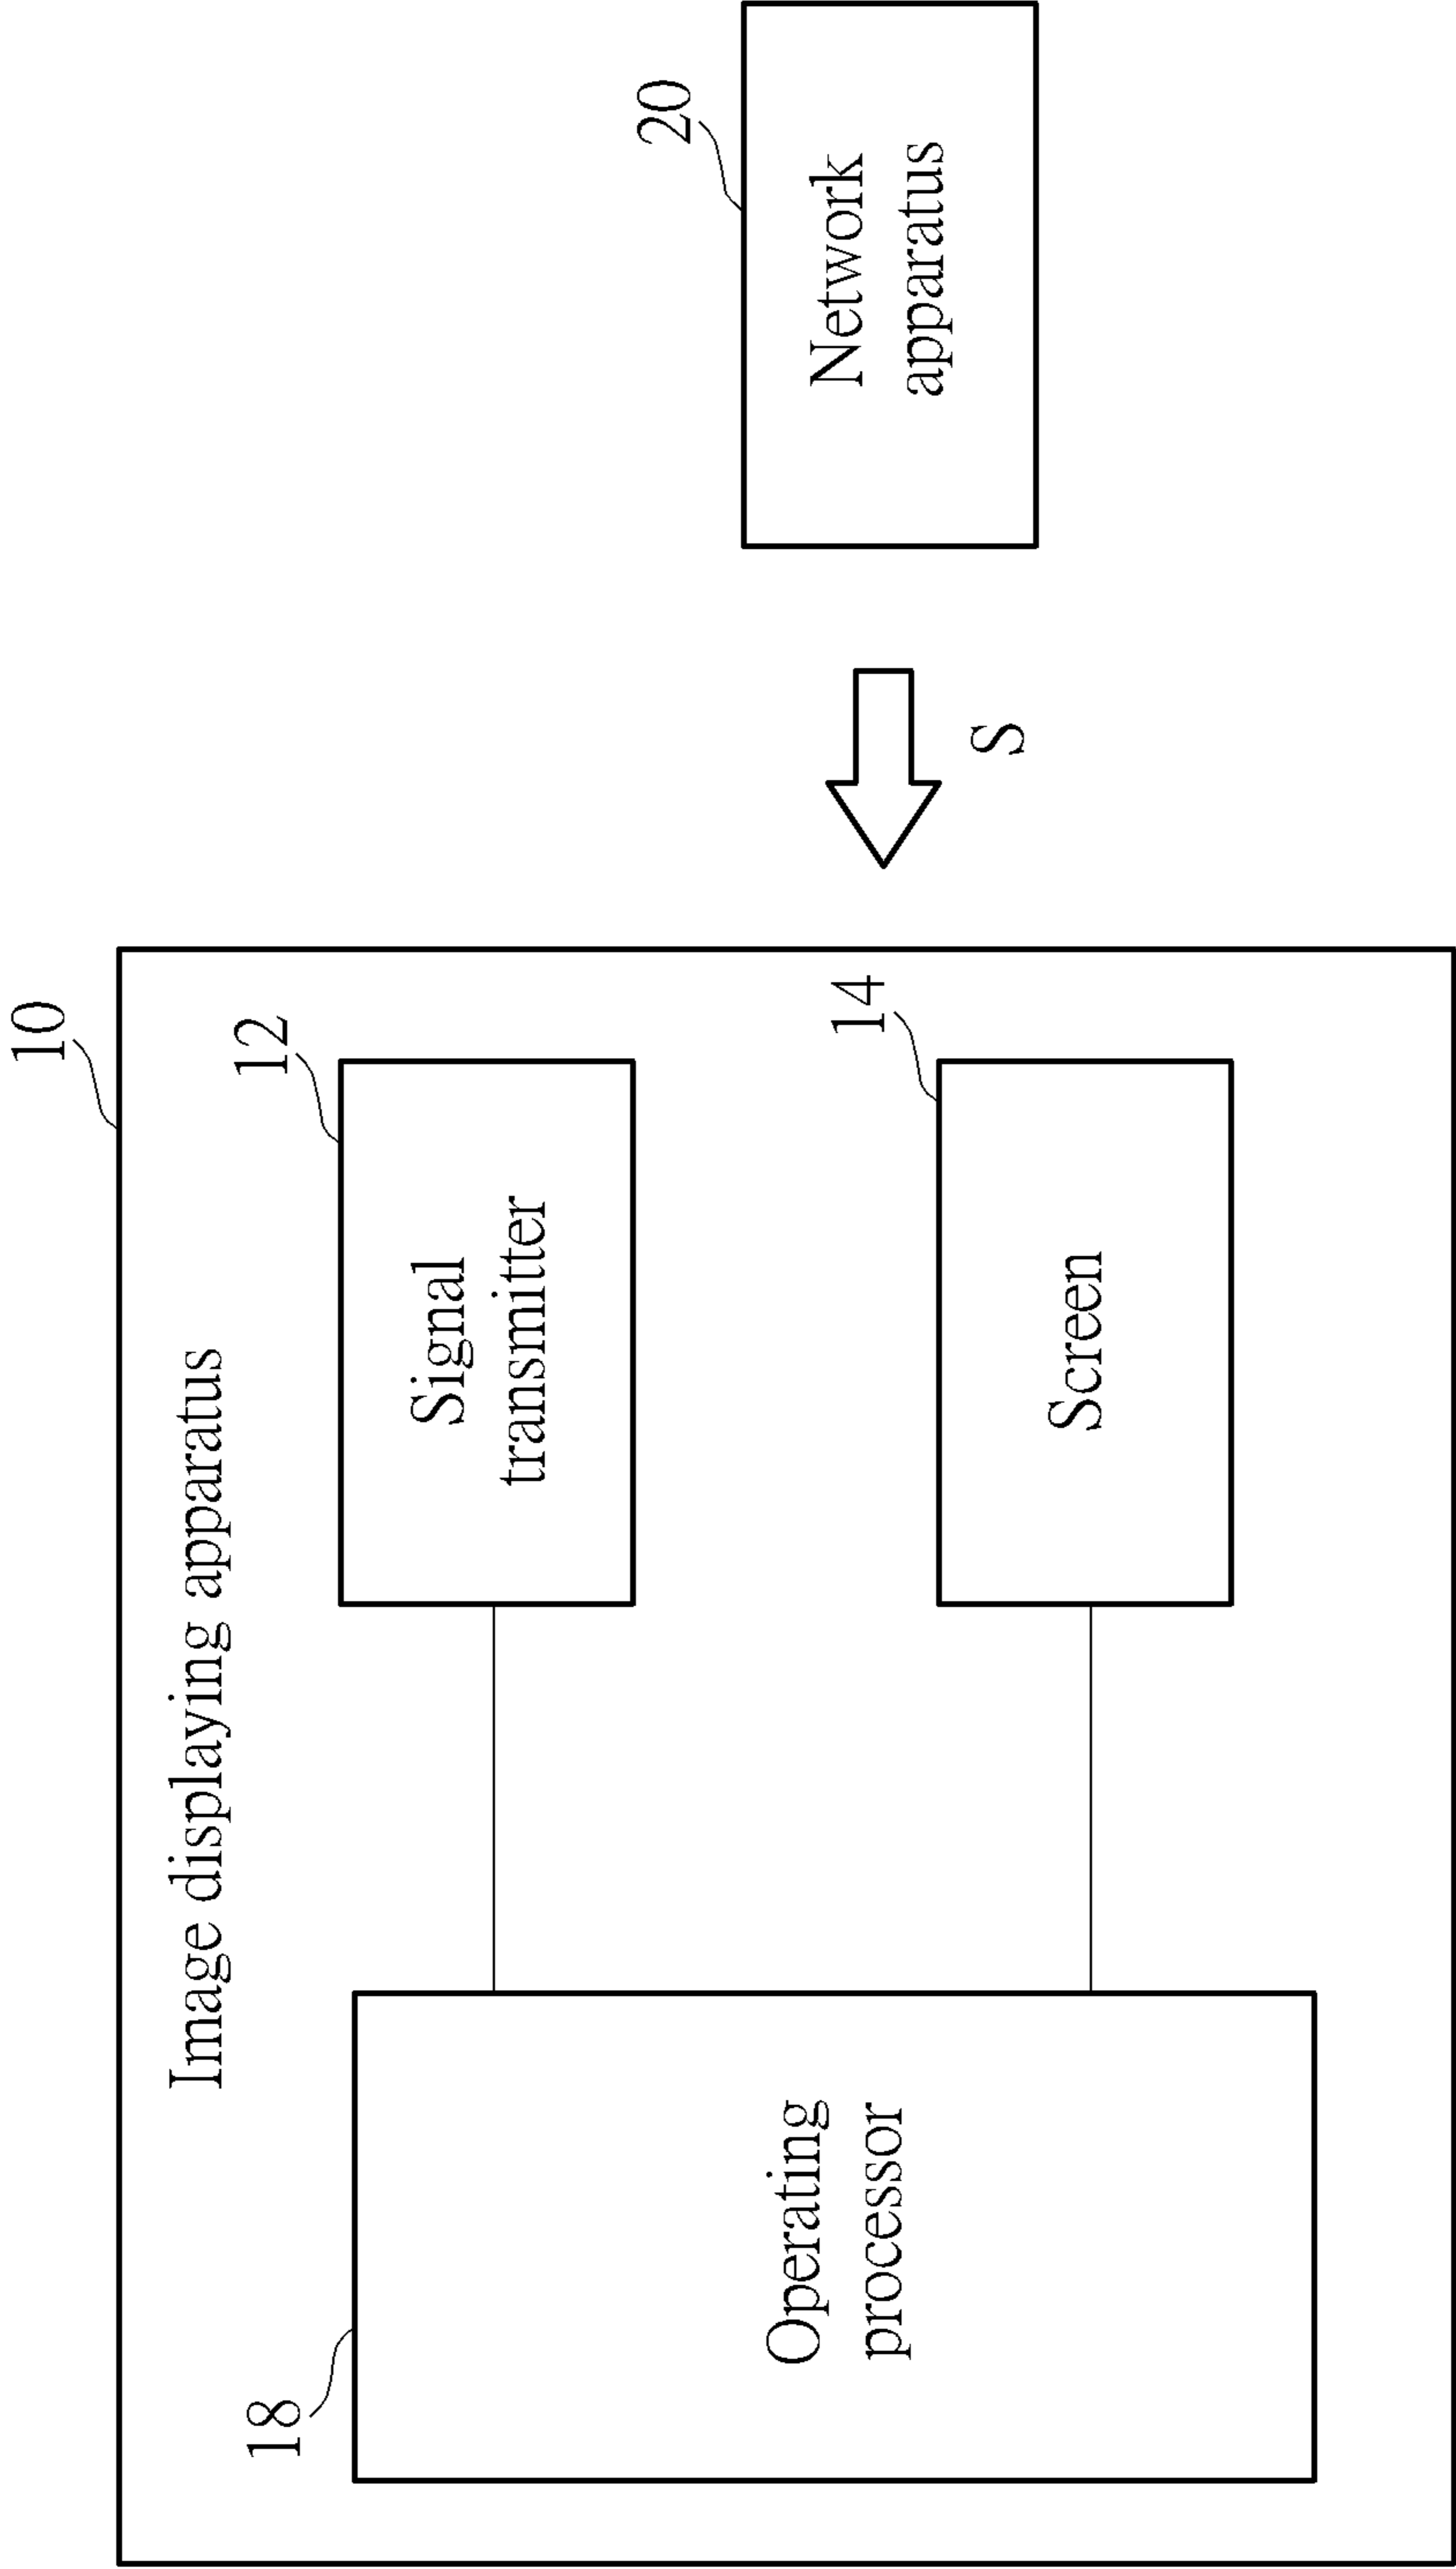 10
Image displaying apparatus
18
12
Signal
transmitter
20
Operating
processor
Network
apparatus
14
S
Screen